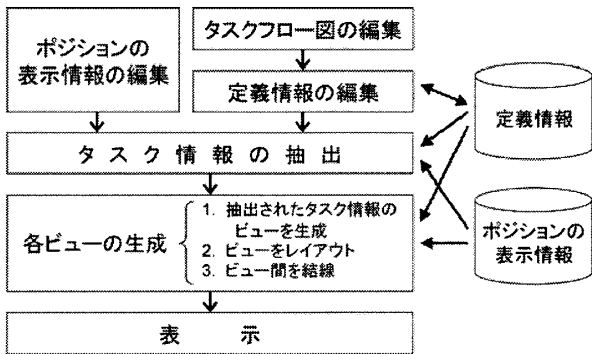 ポジションの
表示情報の編集
タスクフロー図の編集
定義情報の編集
タスク情報の抽出
各ビューの生成
1. 抽出されたタスク情報の
ビューを生成
2. ビューをレイアウト
3. ビュー間を結線
表示
定義情報
ポジションの
表示情報